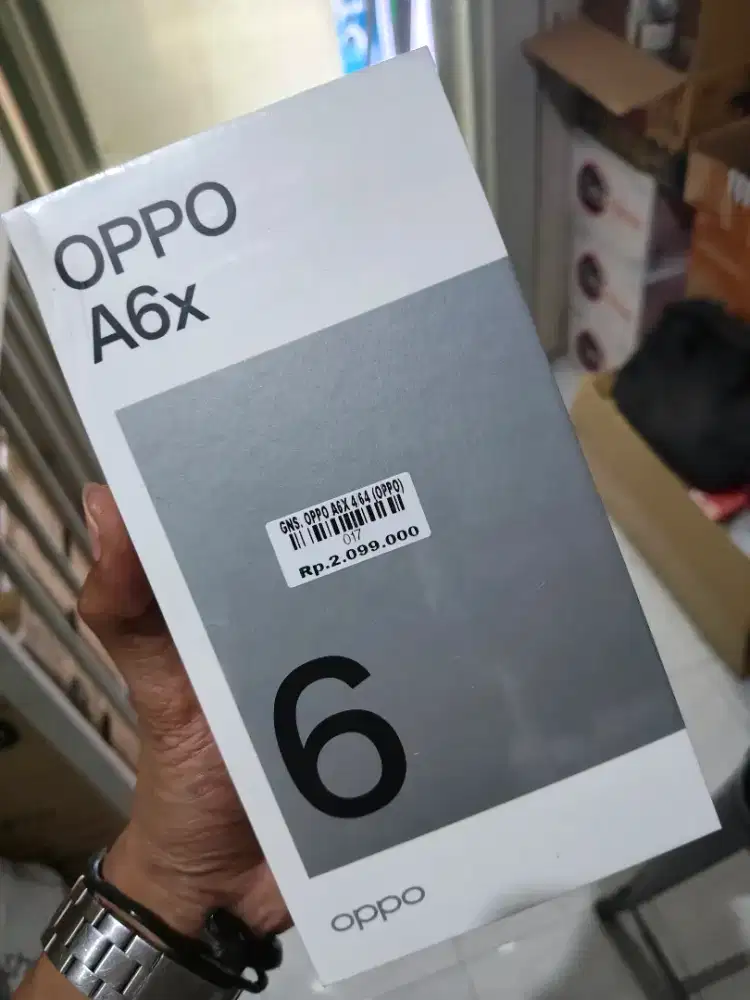 OPPO
A6x
GNS. OPPO A6X 4.64 (OPPO)
017
Rp.2.099.000
6
oppo